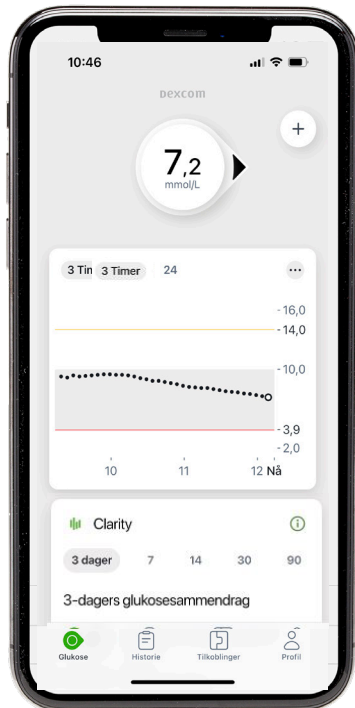 10:46
Dexcom
7,2
mmol/L
+
3 Tin 3 Timer 24
- 16,0
- 14,0
- 10,0
- 3,9
- 2,0
10 11 12 Nå
Clarity
3 dager 7 14 30 90
3-dagers glukosesammendrag
Glukose Historie Tilkoblinger Profil